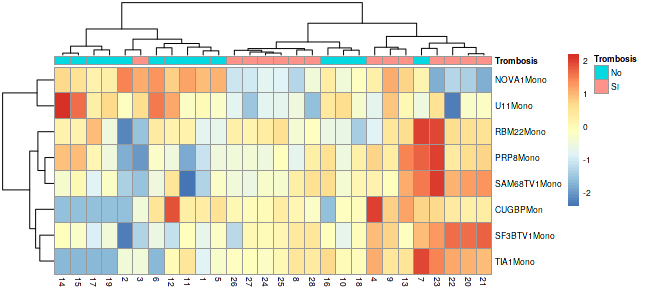 Trombosis
NOVA1Mono
U11Mono
RBM22Mono
PRP8Mono
SAM68TV1Mono
CUGBPMon
SF3BTV1Mono
TIA1Mono
14 15 17 19 2 3 6 12 11 1 5 26 27 24 25 8 28 16 10 18 4 9 13 7 23 22 20 21
2
1
0
-1
-2
Trombosis
No
SI